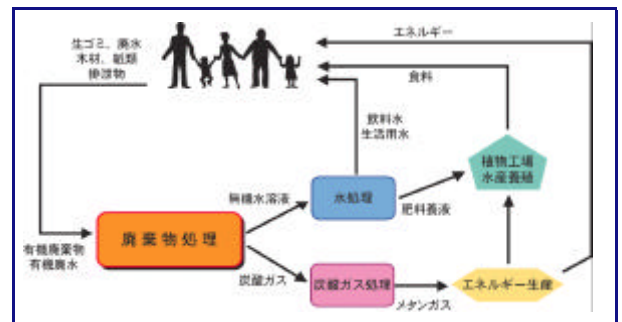 エネルギー
生ゴミ、廃水
木材、紙類
排泄物
食料
飲料水
生活用水
植物工場
水産養殖
無機水溶液
水処理
肥料養液
廃棄物処理
有機廃棄物
有機廃水
炭酸ガス
炭酸ガス処理
メタンガス
エネルギー生産